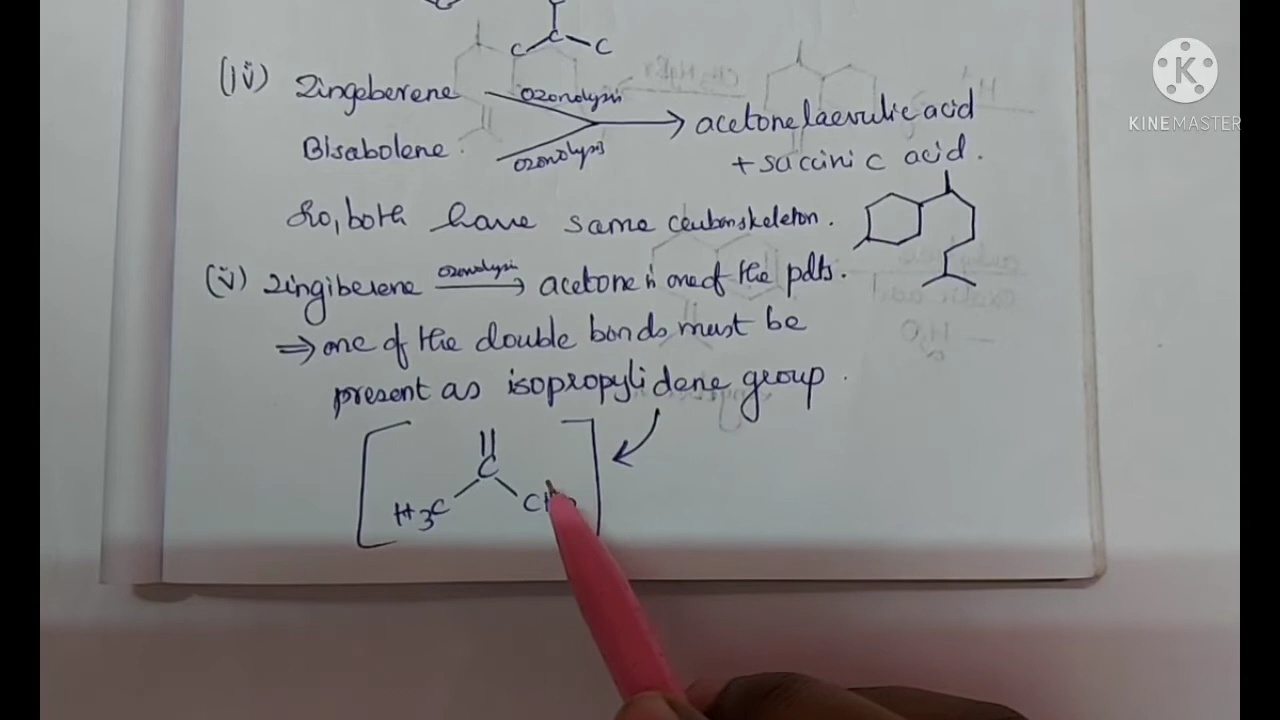 C
C C
(iv) Zingeberene ozonolysis acetone, laevulic acid
Bisabolene. ozonolysis + succinic acid.
So, both have same carbon skeleton.
(v) Zingiberene ozonolysis acetone is one of the pdts.
⇒ one of the double bonds must be
present as isopropylidene group.
C
H3C CH
K
KINEMASTER